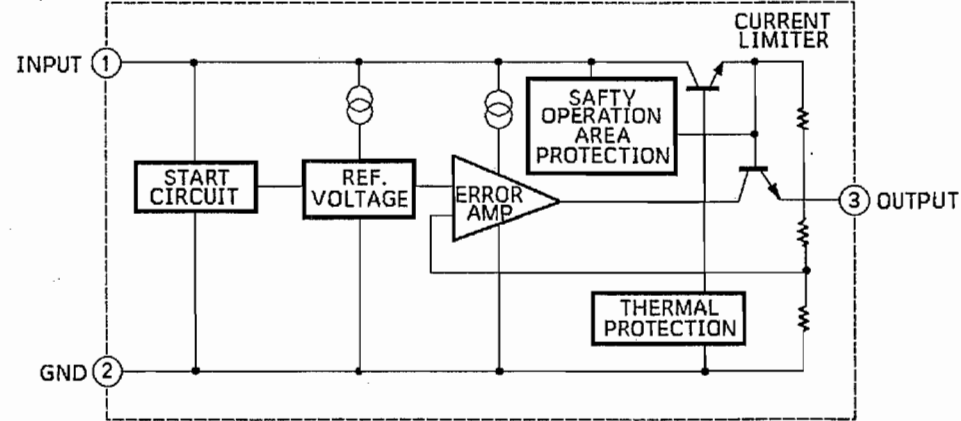 CURRENT
LIMITER
INPUT 1
SAFTY
OPERATION
AREA
PROTECTION
START
CIRCUIT
REF.
VOLTAGE
ERROR
AMP
3 OUTPUT
THERMAL
PROTECTION
GND 2